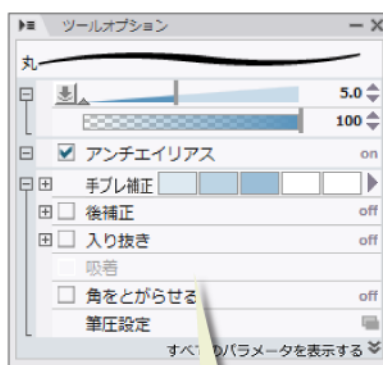 ツールオプション
丸
5.0
100
アンチエイリアス on
手ブレ補正
後補正 off
入り抜き off
吸着
角をとがらせる off
筆圧設定
すべてのパラメータを表示する